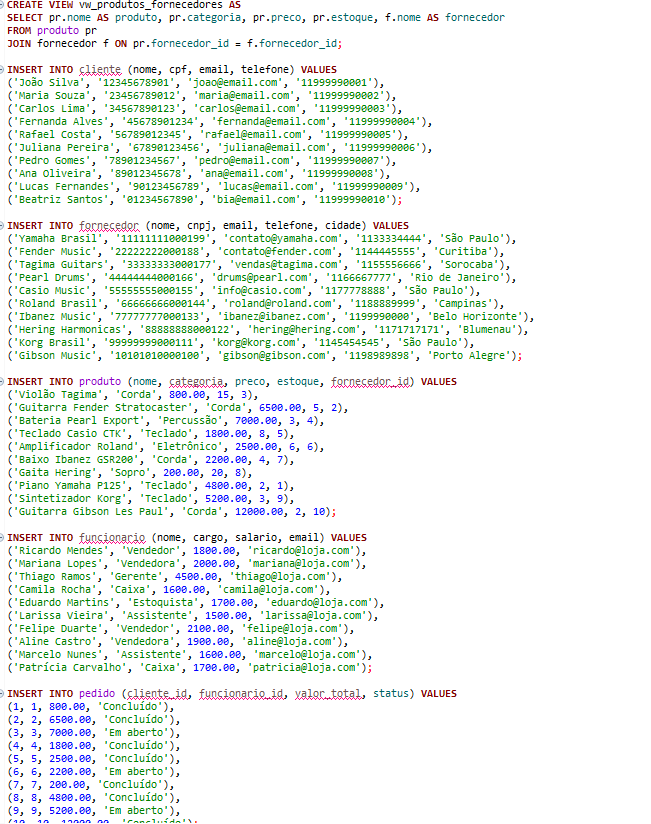 CREATE VIEW vw_produtos_fornecedores AS
SELECT pr.nome AS produto, pr.categoria, pr.preco, pr.estoque, f.nome AS fornecedor
FROM produto pr
JOIN fornecedor f ON pr.fornecedor_id = f.fornecedor_id;
INSERT INTO cliente (nome, cpf, email, telefone) VALUES
('João Silva', '12345678901', 'joao@email.com', '11999990001'),
('Maria Souza', '23456789012', 'maria@email.com', '11999990002'),
('Carlos Lima', '34567890123', 'carlos@email.com', '11999990003'),
('Fernanda Alves', '45678901234', 'fernanda@email.com', '11999990004'),
('Rafael Costa', '56789012345', 'rafael@email.com', '11999990005'),
('Juliana Pereira', '67890123456', 'juliana@email.com', '11999990006'),
('Pedro Gomes', '78901234567', 'pedro@email.com', '11999990007'),
('Ana Oliveira', '89012345678', 'ana@email.com', '11999990008'),
('Lucas Fernandes', '90123456789', 'lucas@email.com', '11999990009'),
('Beatriz Santos', '01234567890', 'bia@email.com', '11999990010');
INSERT INTO fornecedor (nome, cnpj, email, telefone, cidade) VALUES
('Yamaha Brasil', '11111111000199', 'contato@yamaha.com', '1133334444', 'São Paulo'),
('Fender Music', '22222222000188', 'contato@fender.com', '1144445555', 'Curitiba'),
('Tagima Guitars', '33333333000177', 'vendas@tagima.com', '1155556666', 'Sorocaba'),
('Pearl Drums', '44444444000166', 'drums@pearl.com', '1166667777', 'Rio de Janeiro'),
('Casio Music', '55555555000155', 'info@casio.com', '1177778888', 'São Paulo'),
('Roland Brasil', '66666666000144', 'roland@roland.com', '1188889999', 'Campinas'),
('Ibanez Music', '77777777000133', 'ibanez@ibanez.com', '1199990000', 'Belo Horizonte'),
('Hering Harmonicas', '88888888000122', 'hering@hering.com', '1171717171', 'Blumenau'),
('Korg Brasil', '99999999000111', 'korg@korg.com', '1145454545', 'São Paulo'),
('Gibson Music', '10101010000100', 'gibson@gibson.com', '1198989898', 'Porto Alegre');
INSERT INTO produto (nome, categoria, preco, estoque, fornecedor_id) VALUES
('Violão Tagima', 'Corda', 800.00, 15, 3),
('Guitarra Fender Stratocaster', 'Corda', 6500.00, 5, 2),
('Bateria Pearl Export', 'Percussão', 7000.00, 3, 4),
('Teclado Casio CTK', 'Teclado', 1800.00, 8, 5),
('Amplificador Roland', 'Eletrônico', 2500.00, 6, 6),
('Baixo Ibanez GSR200', 'Corda', 2200.00, 4, 7),
('Gaita Hering', 'Sopro', 200.00, 20, 8),
('Piano Yamaha P125', 'Teclado', 4800.00, 2, 1),
('Sintetizador Korg', 'Teclado', 5200.00, 3, 9),
('Guitarra Gibson Les Paul', 'Corda', 12000.00, 2, 10);
INSERT INTO funcionario (nome, cargo, salario, email) VALUES
('Ricardo Mendes', 'Vendedor', 1800.00, 'ricardo@loja.com'),
('Mariana Lopes', 'Vendedora', 2000.00, 'mariana@loja.com'),
('Thiago Ramos', 'Gerente', 4500.00, 'thiago@loja.com'),
('Camila Rocha', 'Caixa', 1600.00, 'camila@loja.com'),
('Eduardo Martins', 'Estoquista', 1700.00, 'eduardo@loja.com'),
('Larissa Vieira', 'Assistente', 1500.00, 'larissa@loja.com'),
('Felipe Duarte', 'Vendedor', 2100.00, 'felipe@loja.com'),
('Aline Castro', 'Vendedora', 1900.00, 'aline@loja.com'),
('Marcelo Nunes', 'Assistente', 1600.00, 'marcelo@loja.com'),
('Patrícia Carvalho', 'Caixa', 1700.00, 'patricia@loja.com');
INSERT INTO pedido (cliente_id, funcionario_id, valor_total, status) VALUES
(1, 1, 800.00, 'Concluído'),
(2, 2, 6500.00, 'Concluído'),
(3, 3, 7000.00, 'Em aberto'),
(4, 4, 1800.00, 'Concluído'),
(5, 5, 2500.00, 'Concluído'),
(6, 6, 2200.00, 'Em aberto'),
(7, 7, 200.00, 'Concluído'),
(8, 8, 4800.00, 'Concluído'),
(9, 9, 5200.00, 'Em aberto'),